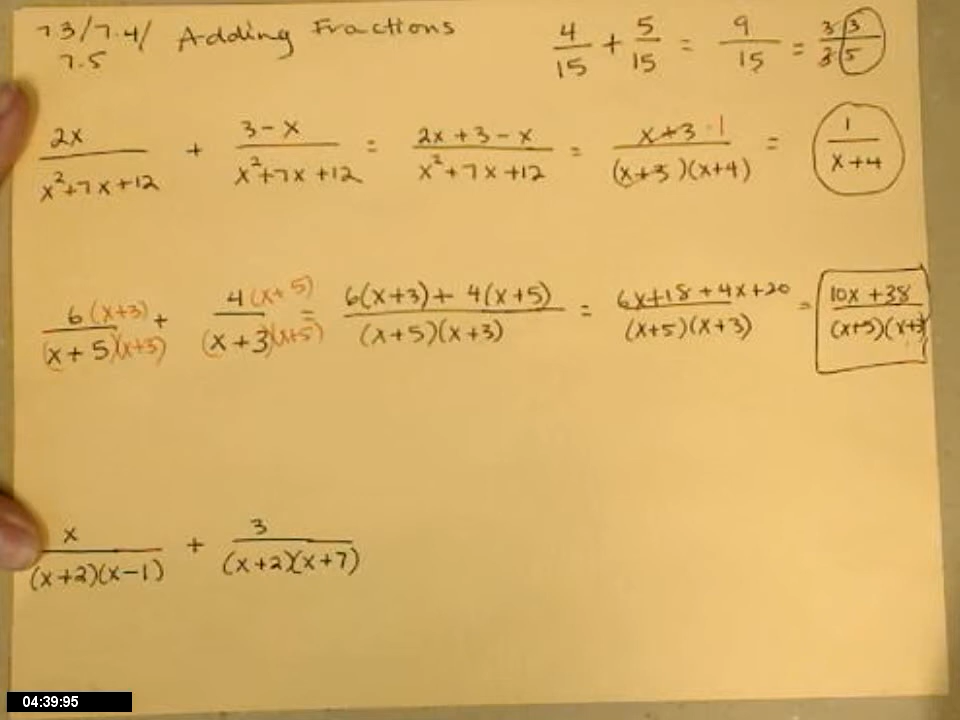 7.3/7.4/ Adding Fractions
7.5
4/15 + 5/15 = 9/15 = 3·3/3·5
2x/(x²+7x+12) + (3-x)/(x²+7x+12) = (2x+3-x)/(x²+7x+12) = (x+3·1)/((x+3)(x+4)) = 1/(x+4)
6(x+3)/((x+5)(x+3)) + 4(x+5)/((x+3)(x+5)) = (6(x+3)+4(x+5))/((x+5)(x+3)) = (6x+18+4x+20)/((x+5)(x+3)) = (10x+38)/((x+5)(x+3))
x/((x+2)(x-1)) + 3/((x+2)(x+7))
04:39:95